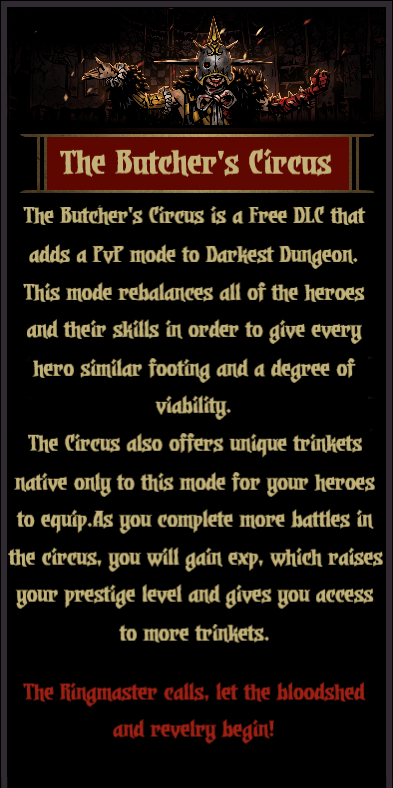 The Butcher's Circus
The Butcher's Circus is a Free DLC that
adds a PvP mode to Darkest Dungeon.
This mode rebalances all of the heroes
and their skills in order to give every
hero similar footing and a degree of
viability.
The Circus also offers unique trinkets
native only to this mode for your heroes
to equip.As you complete more battles in
the circus, you will gain exp, which raises
your prestige level and gives you access
to more trinkets.
The Ringmaster calls, let the bloodshed
and revelry begin!